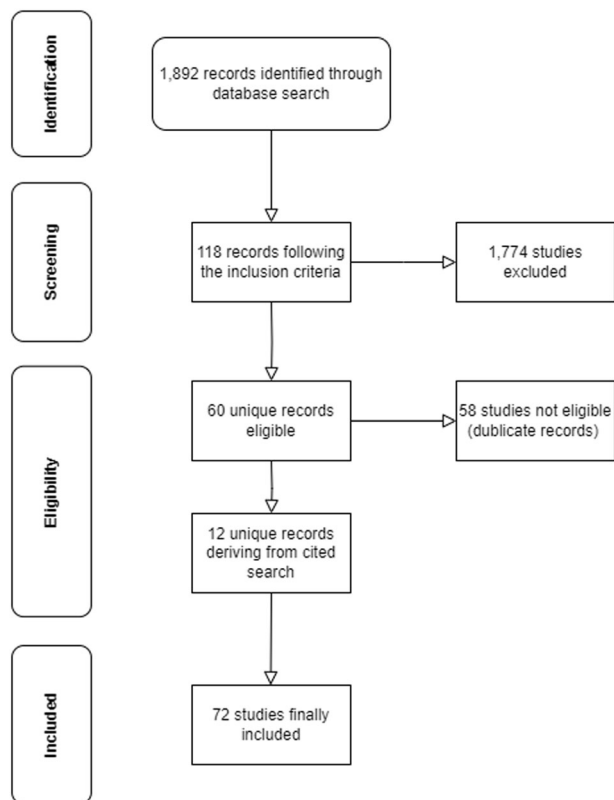 Identification
1,892 records identified through
database search
Screening
118 records following
the inclusion criteria
1,774 studies
excluded
Eligibility
60 unique records
eligible
58 studies not eligible
(dublicate records)
12 unique records
deriving from cited
search
Included
72 studies finally
included